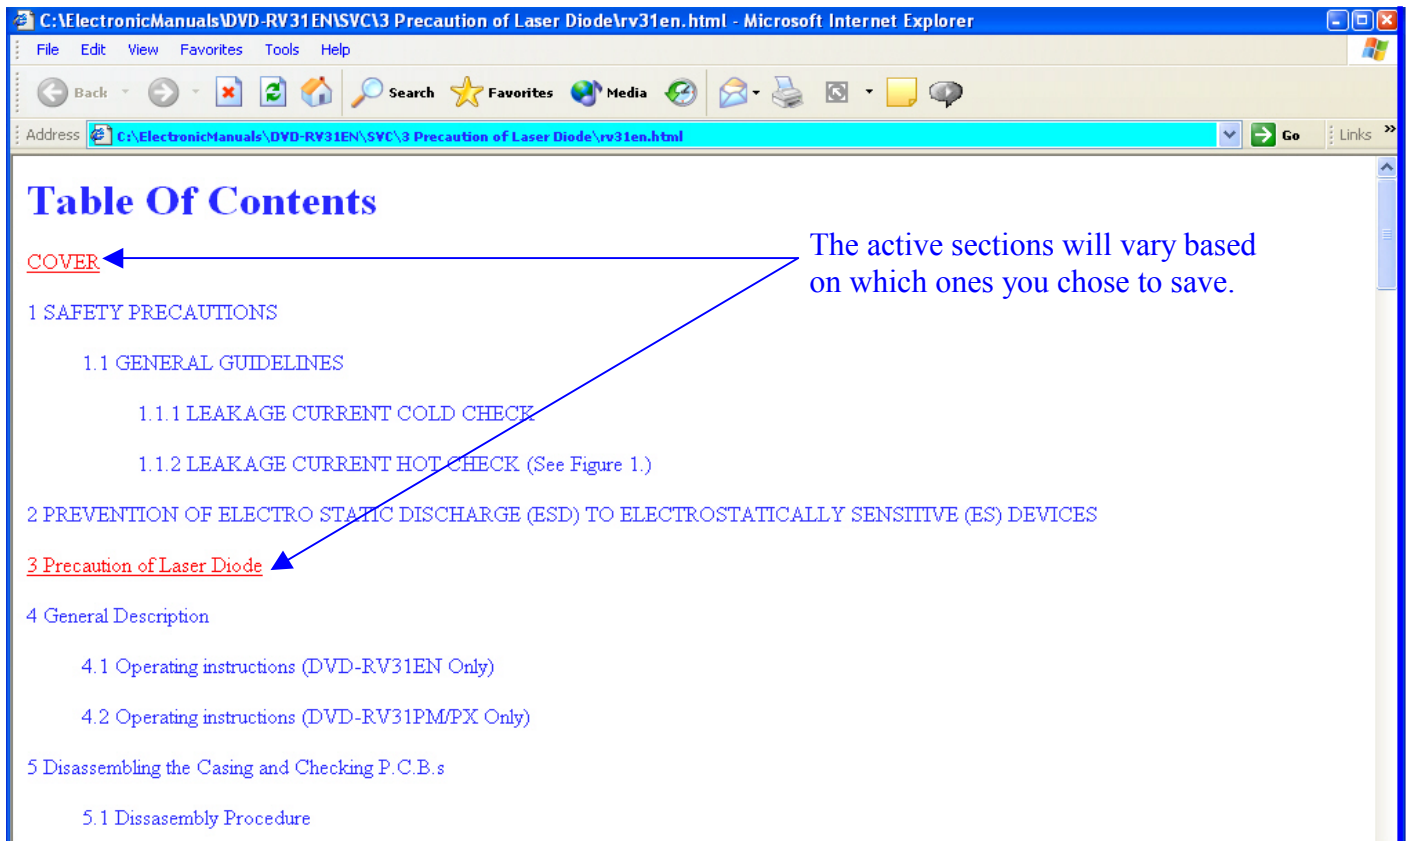 C:\ElectronicManuals\DVD-RV31EN\SVC\3 Precaution of Laser Diode\rv31en.html - Microsoft Internet Explorer
File Edit View Favorites Tools Help
Back Search Favorites Media
Address C:\ElectronicManuals\DVD-RV31EN\SVC\3 Precaution of Laser Diode\rv31en.html Go Links »
Table Of Contents
The active sections will vary based
on which ones you chose to save.
COVER
1 SAFETY PRECAUTIONS
1.1 GENERAL GUIDELINES
1.1.1 LEAKAGE CURRENT COLD CHECK
1.1.2 LEAKAGE CURRENT HOT CHECK (See Figure 1.)
2 PREVENTION OF ELECTRO STATIC DISCHARGE (ESD) TO ELECTROSTATICALLY SENSITIVE (ES) DEVICES
3 Precaution of Laser Diode
4 General Description
4.1 Operating instructions (DVD-RV31EN Only)
4.2 Operating instructions (DVD-RV31PM/PX Only)
5 Disassembling the Casing and Checking P.C.B.s
5.1 Dissasembly Procedure